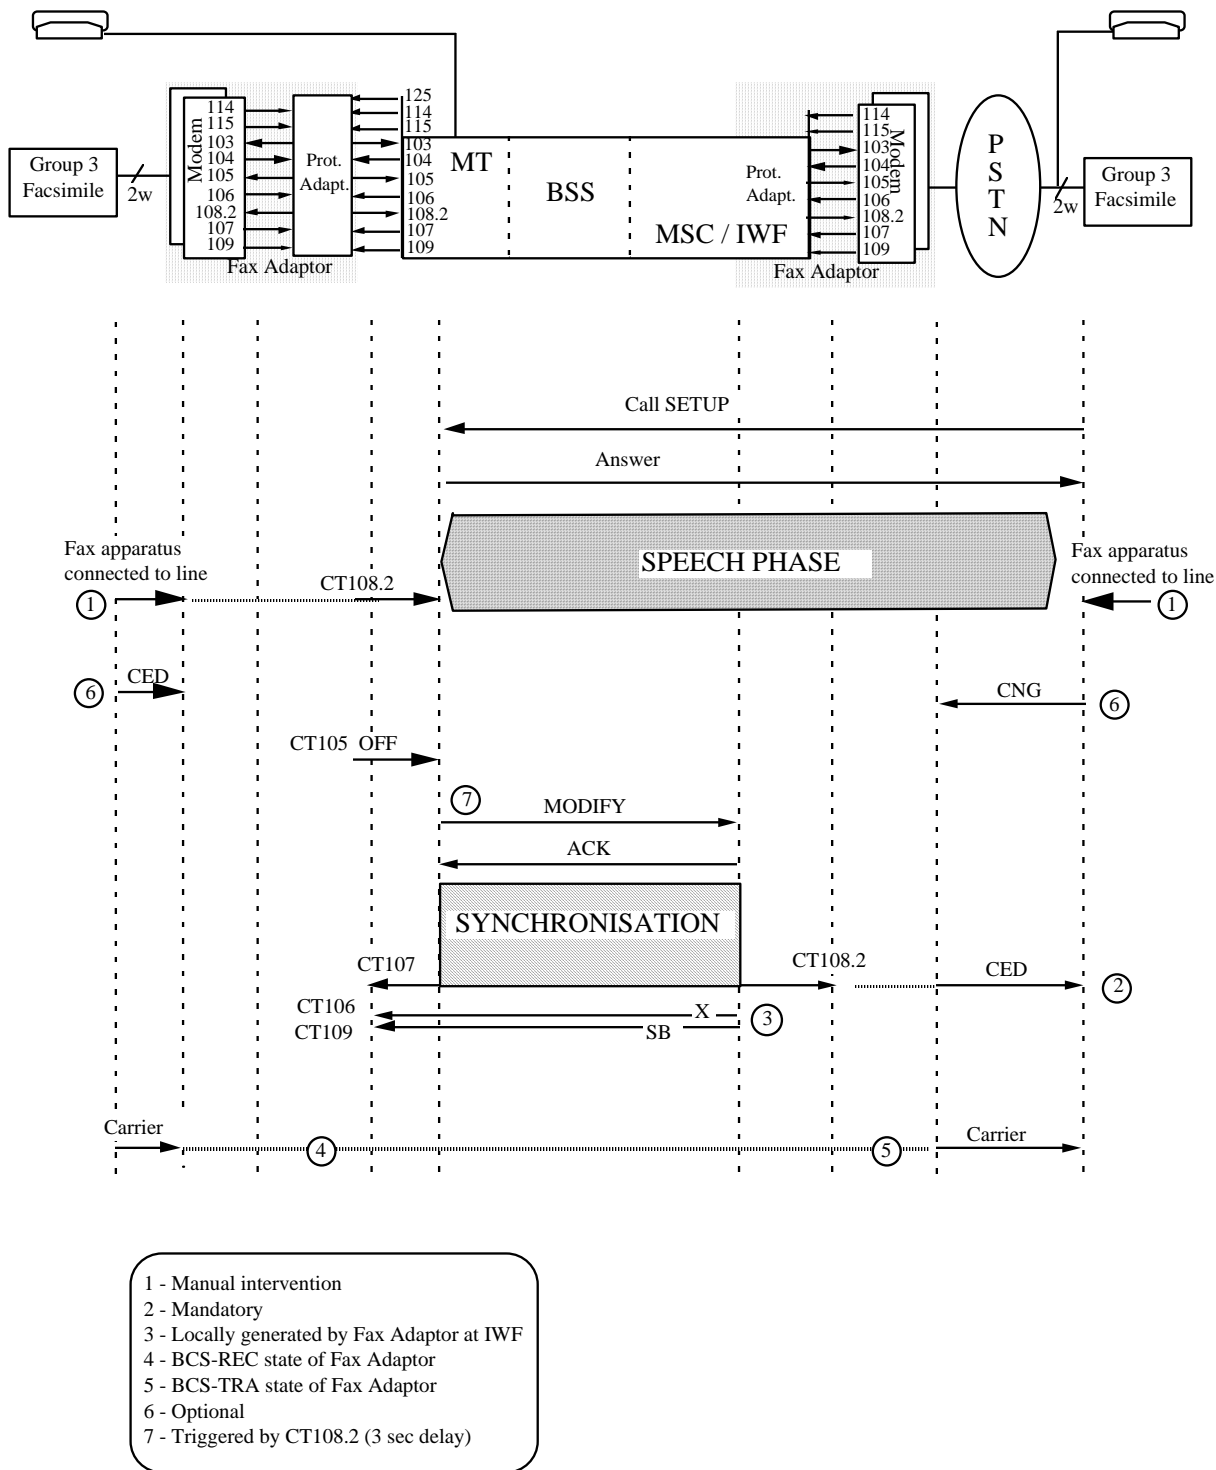 125
114
114
114
115
115
115
103
103
103
104
104
104
105
105
105
106
106
106
108.2
108.2
108.2
107
107
107
109
109
109
Modem
Modem
Prot.
Adapt.
MT
BSS
MSC / IWF
Prot.
Adapt.
P
S
T
N
Group 3
Facsimile
2w
2w
Group 3
Facsimile
Fax Adaptor
Fax Adaptor
Call SETUP
Answer
SPEECH PHASE
Fax apparatus
connected to line
1
CT108.2
Fax apparatus
connected to line
1
6
CED
CNG
6
CT105 OFF
7
MODIFY
ACK
SYNCHRONISATION
CT107
CT108.2
CED
2
CT106
X
3
CT109
SB
Carrier
4
5
Carrier
1 - Manual intervention
2 - Mandatory
3 - Locally generated by Fax Adaptor at IWF
4 - BCS-REC state of Fax Adaptor
5 - BCS-TRA state of Fax Adaptor
6 - Optional
7 - Triggered by CT108.2 (3 sec delay)